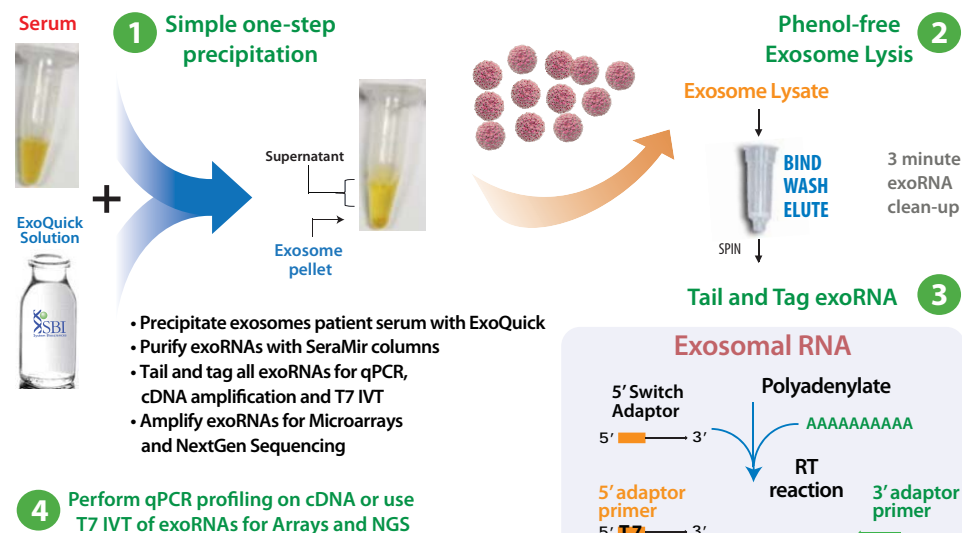 Serum
1
Simple one-step
precipitation
ExoQuick
Solution
SBI
System Biosciences
+
Supernatant
Exosome
pellet
• Precipitate exosomes patient serum with ExoQuick
• Purify exoRNAs with SeraMir columns
• Tail and tag all exoRNAs for qPCR,
cDNA amplification and T7 IVT
• Amplify exoRNAs for Microarrays
and NextGen Sequencing
Phenol-free
Exosome Lysis
2
Exosome Lysate
BIND
WASH
ELUTE
3 minute
exoRNA
clean-up
SPIN
Tail and Tag exoRNA
3
Exosomal RNA
5′ Switch
Adaptor
5′ 3′
Polyadenylate
AAAAAAAAAA
RT
reaction
5′ adaptor
primer
5′ T7 3′
3′ adaptor
primer
4
Perform qPCR profiling on cDNA or use
T7 IVT of exoRNAs for Arrays and NGS